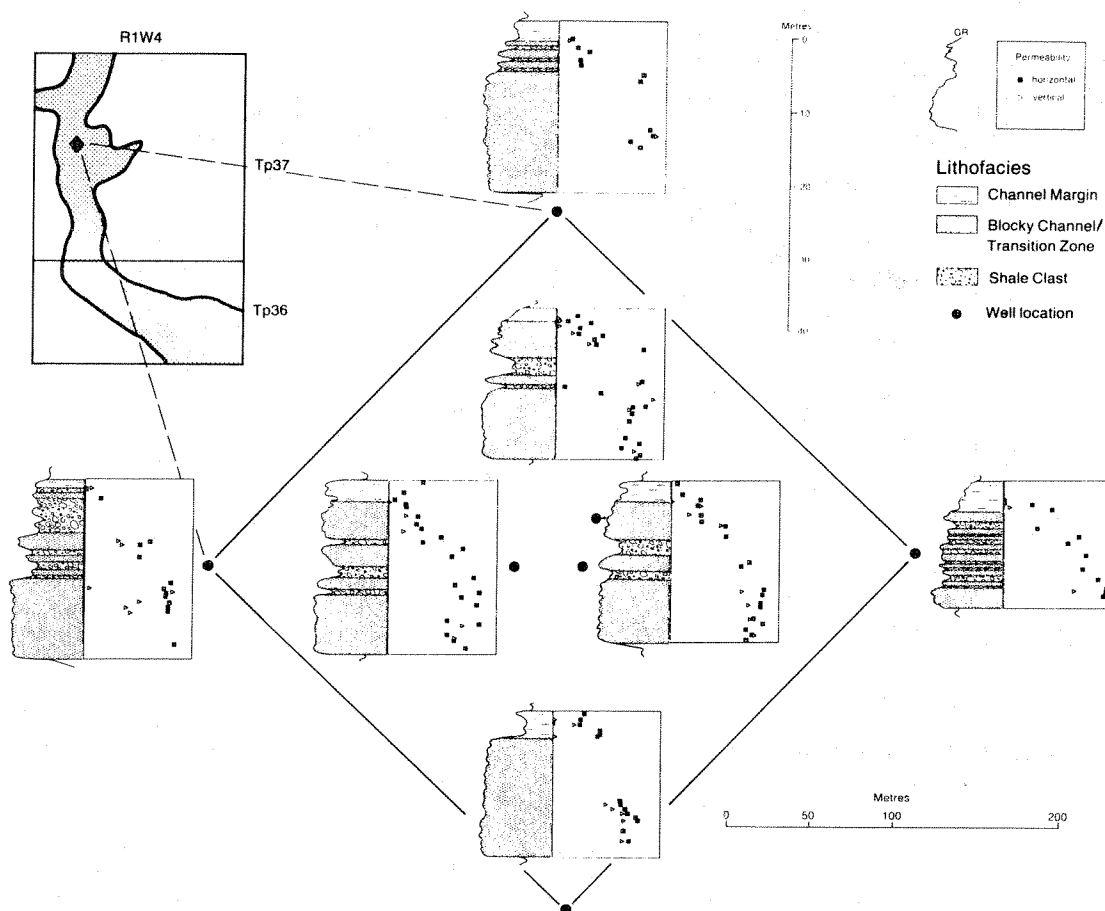 R1W4
Tp37
Tp36
Metres
0
10
20
30
40
GR
Permeability
horizontal
vertical
Lithofacies
Channel Margin
Blocky Channel/
Transition Zone
Shale Clast
Well location
Metres
0
50
100
200